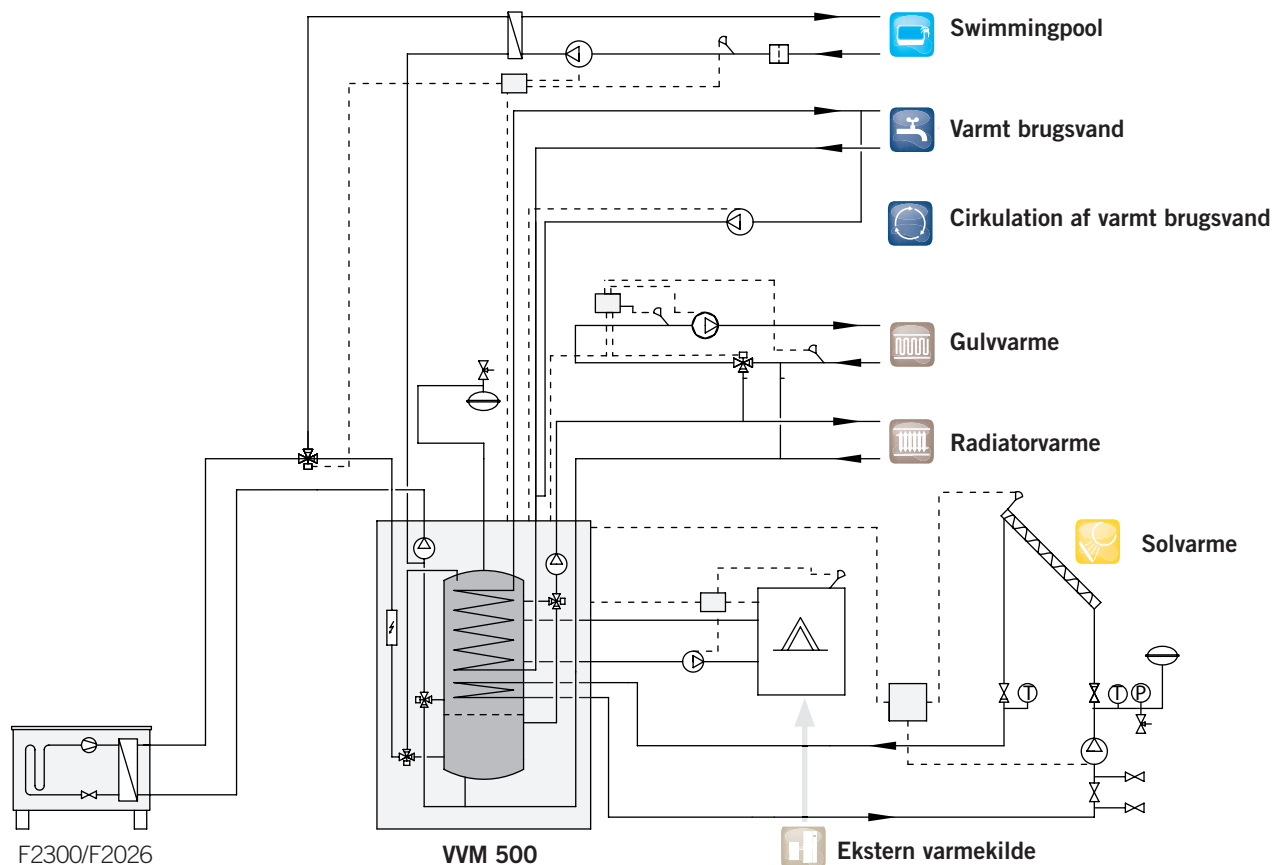 Swimmingpool
Varmt brugsvand
Cirkulation af varmt brugsvand
Gulvvarme
Radiatorvarme
Solvarme
T
T
P
F2300/F2026
VVM 500
Ekstern varmekilde